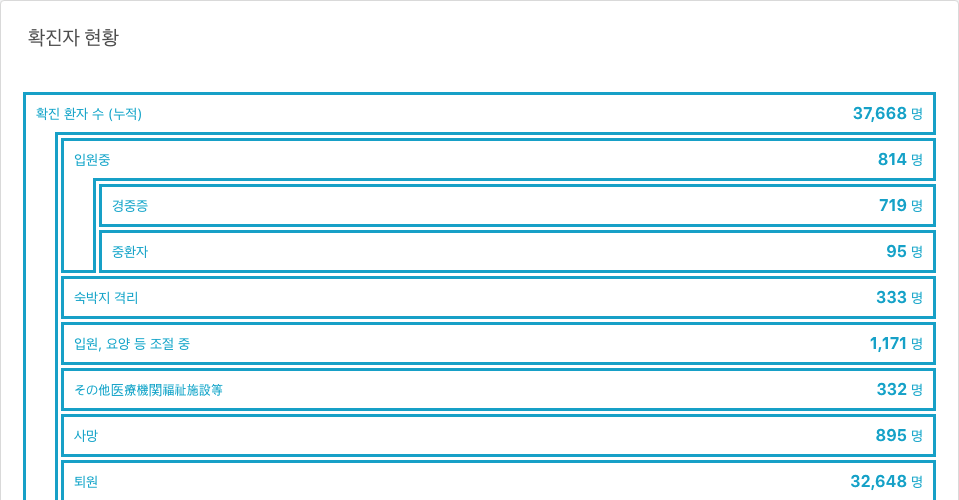 확진자 현황
확진 환자 수 (누적) 37,668 명
입원중 814 명
경중증 719 명
중환자 95 명
숙박지 격리 333 명
입원, 요양 등 조절 중 1,171 명
その他医療機関福祉施設等 332 명
사망 895 명
퇴원 32,648 명